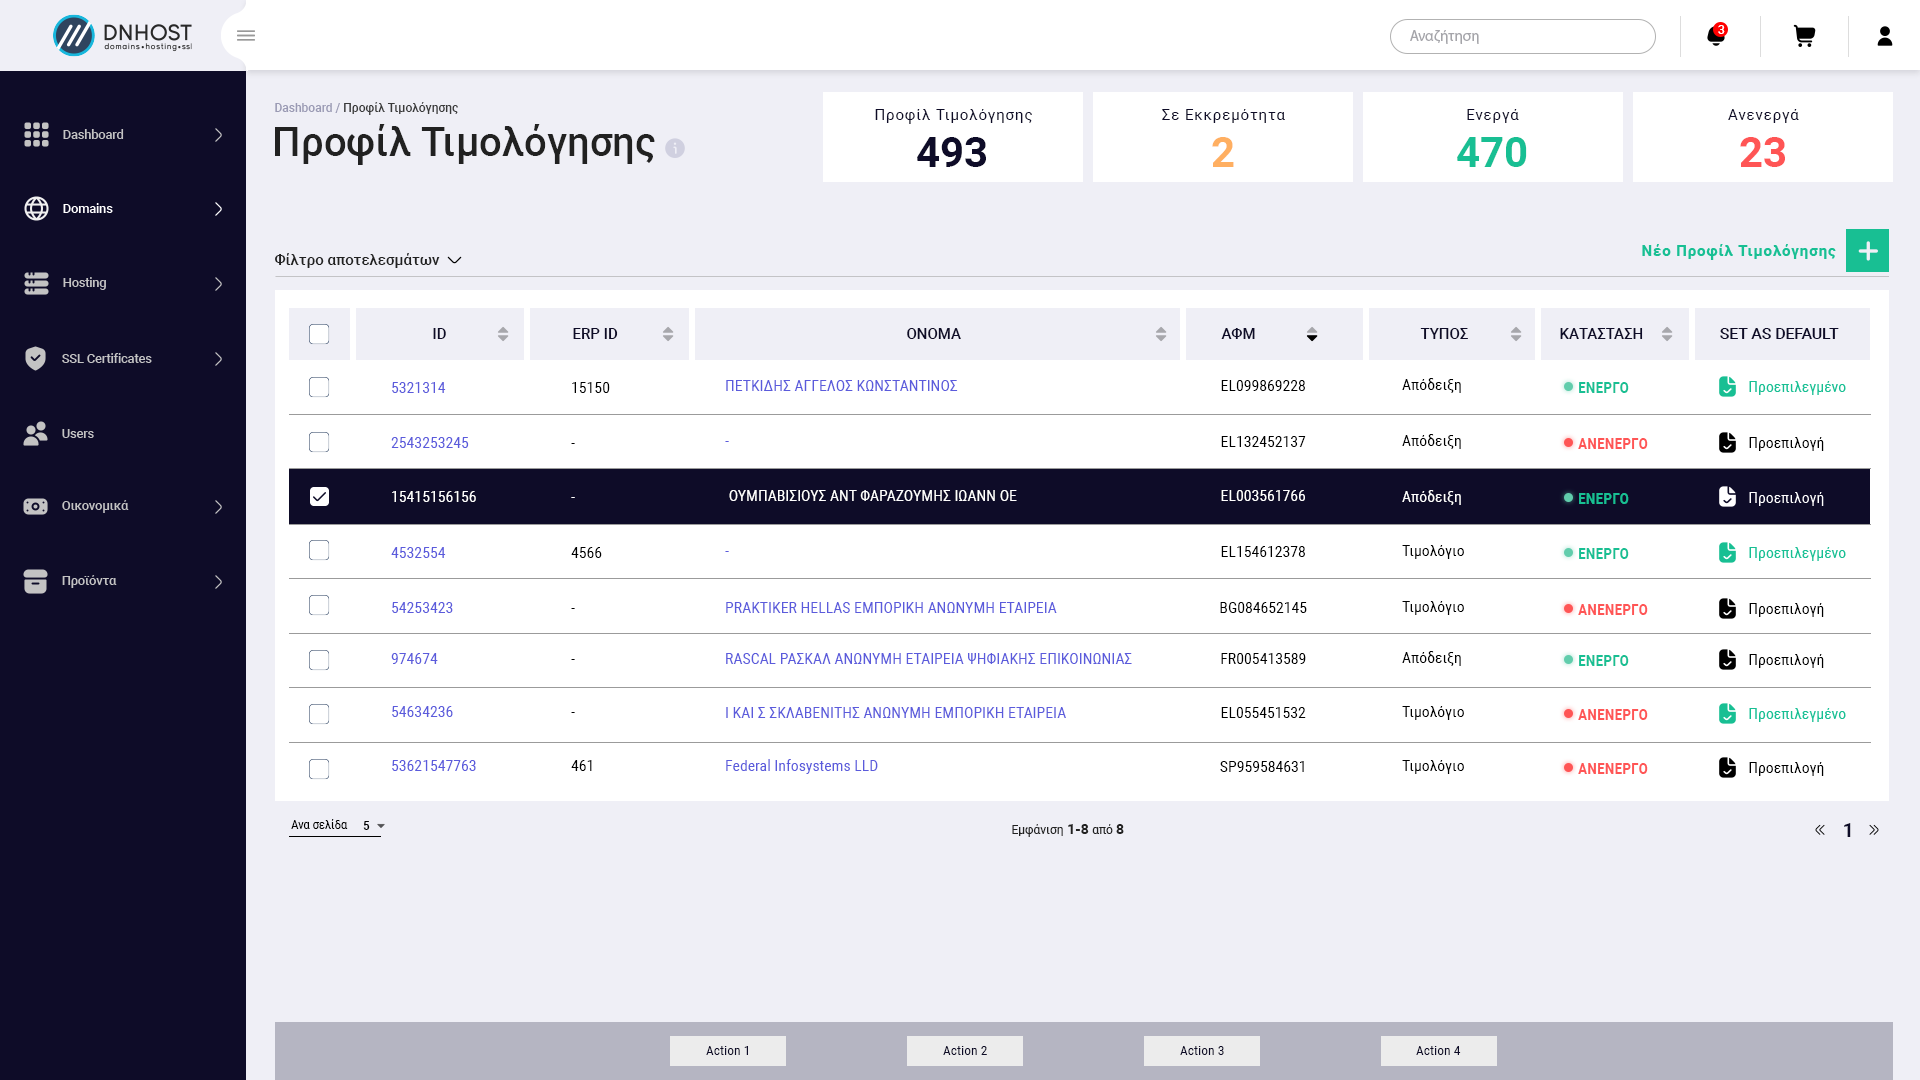 DNHOST
domains•hosting•ssl
Αναζήτηση
3
Dashboard
Domains
Hosting
SSL Certificates
Users
Οικονομικά
Προϊόντα
Dashboard / Προφίλ Τιμολόγησης
Προφίλ Τιμολόγησης
Προφίλ Τιμολόγησης
493
Σε Εκκρεμότητα
2
Ενεργά
470
Ανενεργά
23
Φίλτρο αποτελεσμάτων
Νέο Προφίλ Τιμολόγησης
ID ERP ID ΟΝΟΜΑ ΑΦΜ ΤΥΠΟΣ ΚΑΤΑΣΤΑΣΗ SET AS DEFAULT
5321314 15150 ΠΕΤΚΙΔΗΣ ΑΓΓΕΛΟΣ ΚΩΝΣΤΑΝΤΙΝΟΣ EL099869228 Απόδειξη ΕΝΕΡΓΟ Προεπιλεγμένο
2543253245 - - EL132452137 Απόδειξη ΑΝΕΝΕΡΓΟ Προεπιλογή
15415156156 - ΟΥΜΠΑΒΙΣΙΟΥΣ ΑΝΤ ΦΑΡΑΖΟΥΜΗΣ ΙΩΑΝΝ ΟΕ EL003561766 Απόδειξη ΕΝΕΡΓΟ Προεπιλογή
4532554 4566 - EL154612378 Τιμολόγιο ΕΝΕΡΓΟ Προεπιλεγμένο
54253423 - PRAKTIKER HELLAS ΕΜΠΟΡΙΚΗ ΑΝΩΝΥΜΗ ΕΤΑΙΡΕΙΑ BG084652145 Τιμολόγιο ΑΝΕΝΕΡΓΟ Προεπιλογή
974674 - RASCAL ΡΑΣΚΑΛ ΑΝΩΝΥΜΗ ΕΤΑΙΡΕΙΑ ΨΗΦΙΑΚΗΣ ΕΠΙΚΟΙΝΩΝΙΑΣ FR005413589 Απόδειξη ΕΝΕΡΓΟ Προεπιλογή
54634236 - Ι ΚΑΙ Σ ΣΚΛΑΒΕΝΙΤΗΣ ΑΝΩΝΥΜΗ ΕΜΠΟΡΙΚΗ ΕΤΑΙΡΕΙΑ EL055451532 Τιμολόγιο ΑΝΕΝΕΡΓΟ Προεπιλεγμένο
53621547763 461 Federal Infosystems LLD SP959584631 Τιμολόγιο ΑΝΕΝΕΡΓΟ Προεπιλογή
Ανα σελίδα 5
Εμφάνιση 1-8 από 8
« 1 »
Action 1
Action 2
Action 3
Action 4